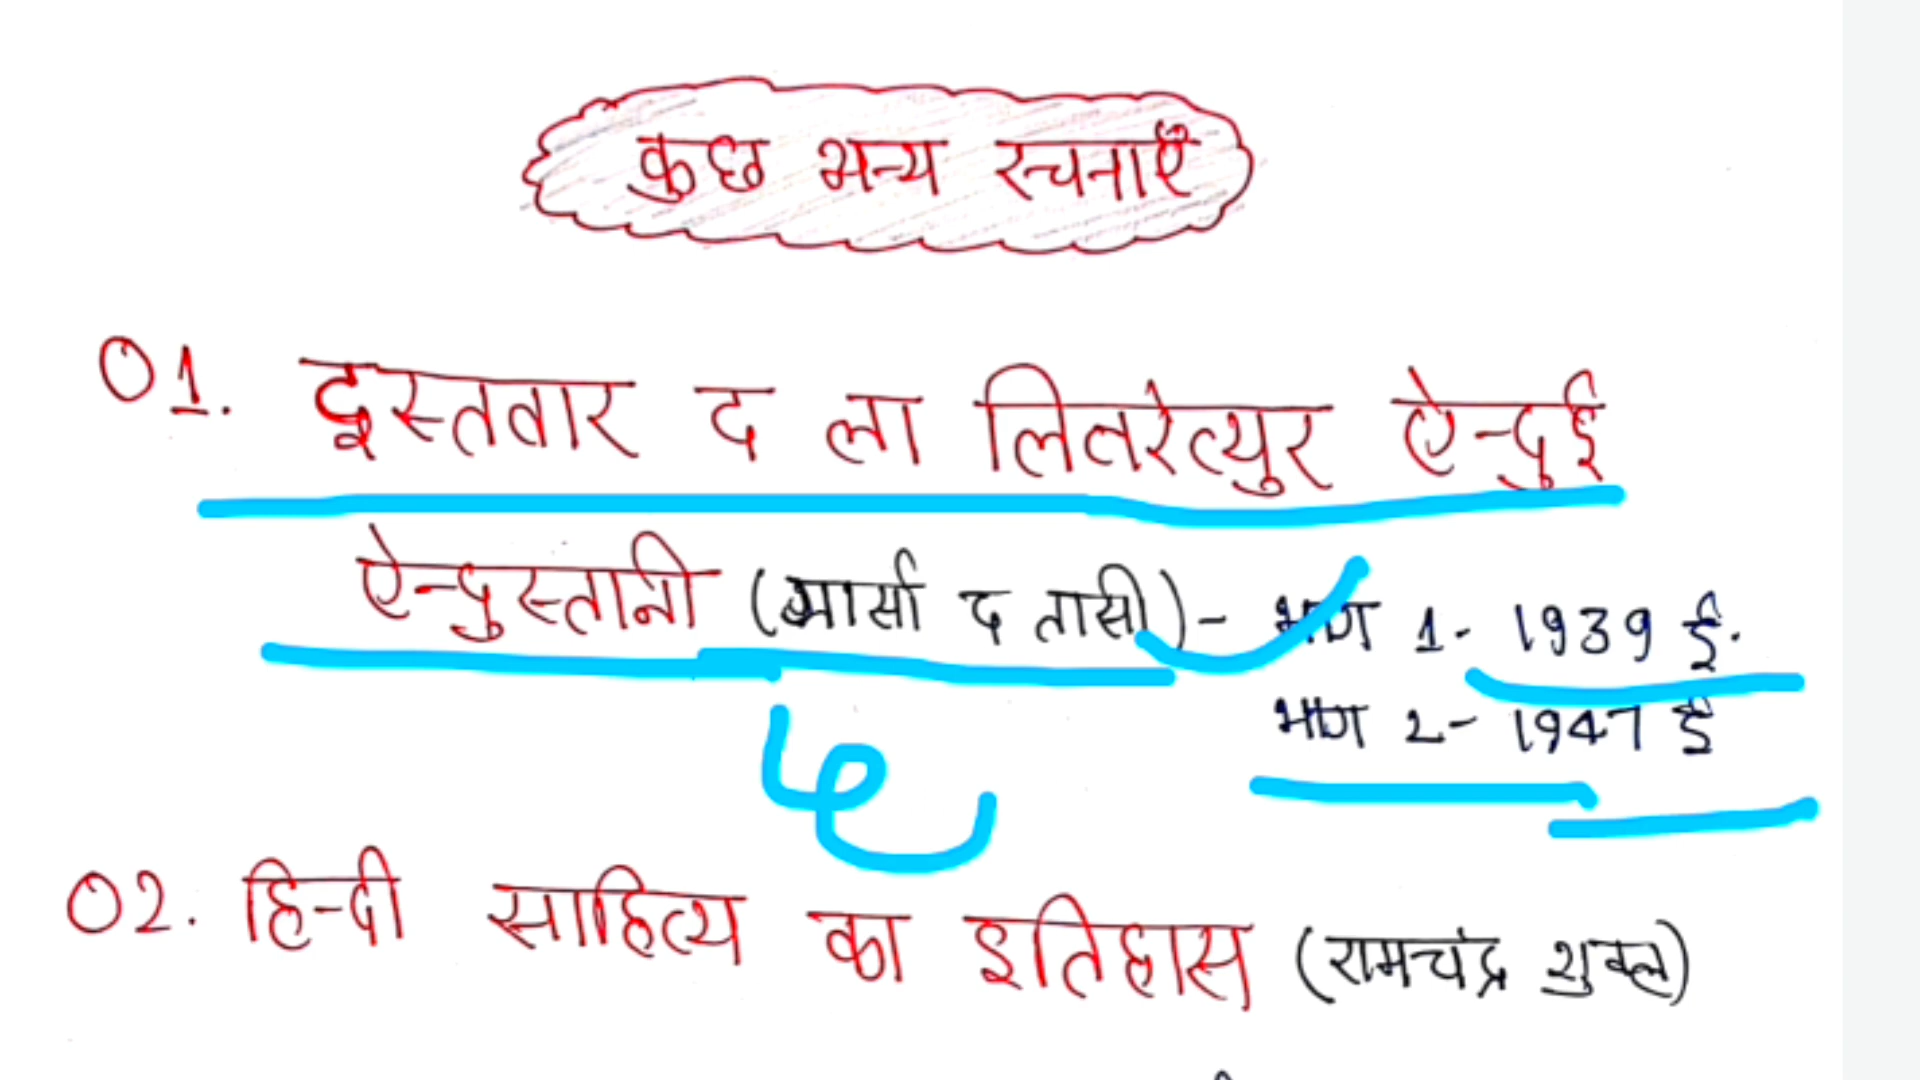 कुछ अन्य रचनाएँ
01. इस्तवार द ला लितरेत्युर ऐन्दुई
ऐन्दुस्तानी (गार्सा द तासी) - भाग 1 - 1939 ई.
भाग 2 - 1947 ई
02. हिन्दी साहित्य का इतिहास (रामचंद्र शुक्ल)